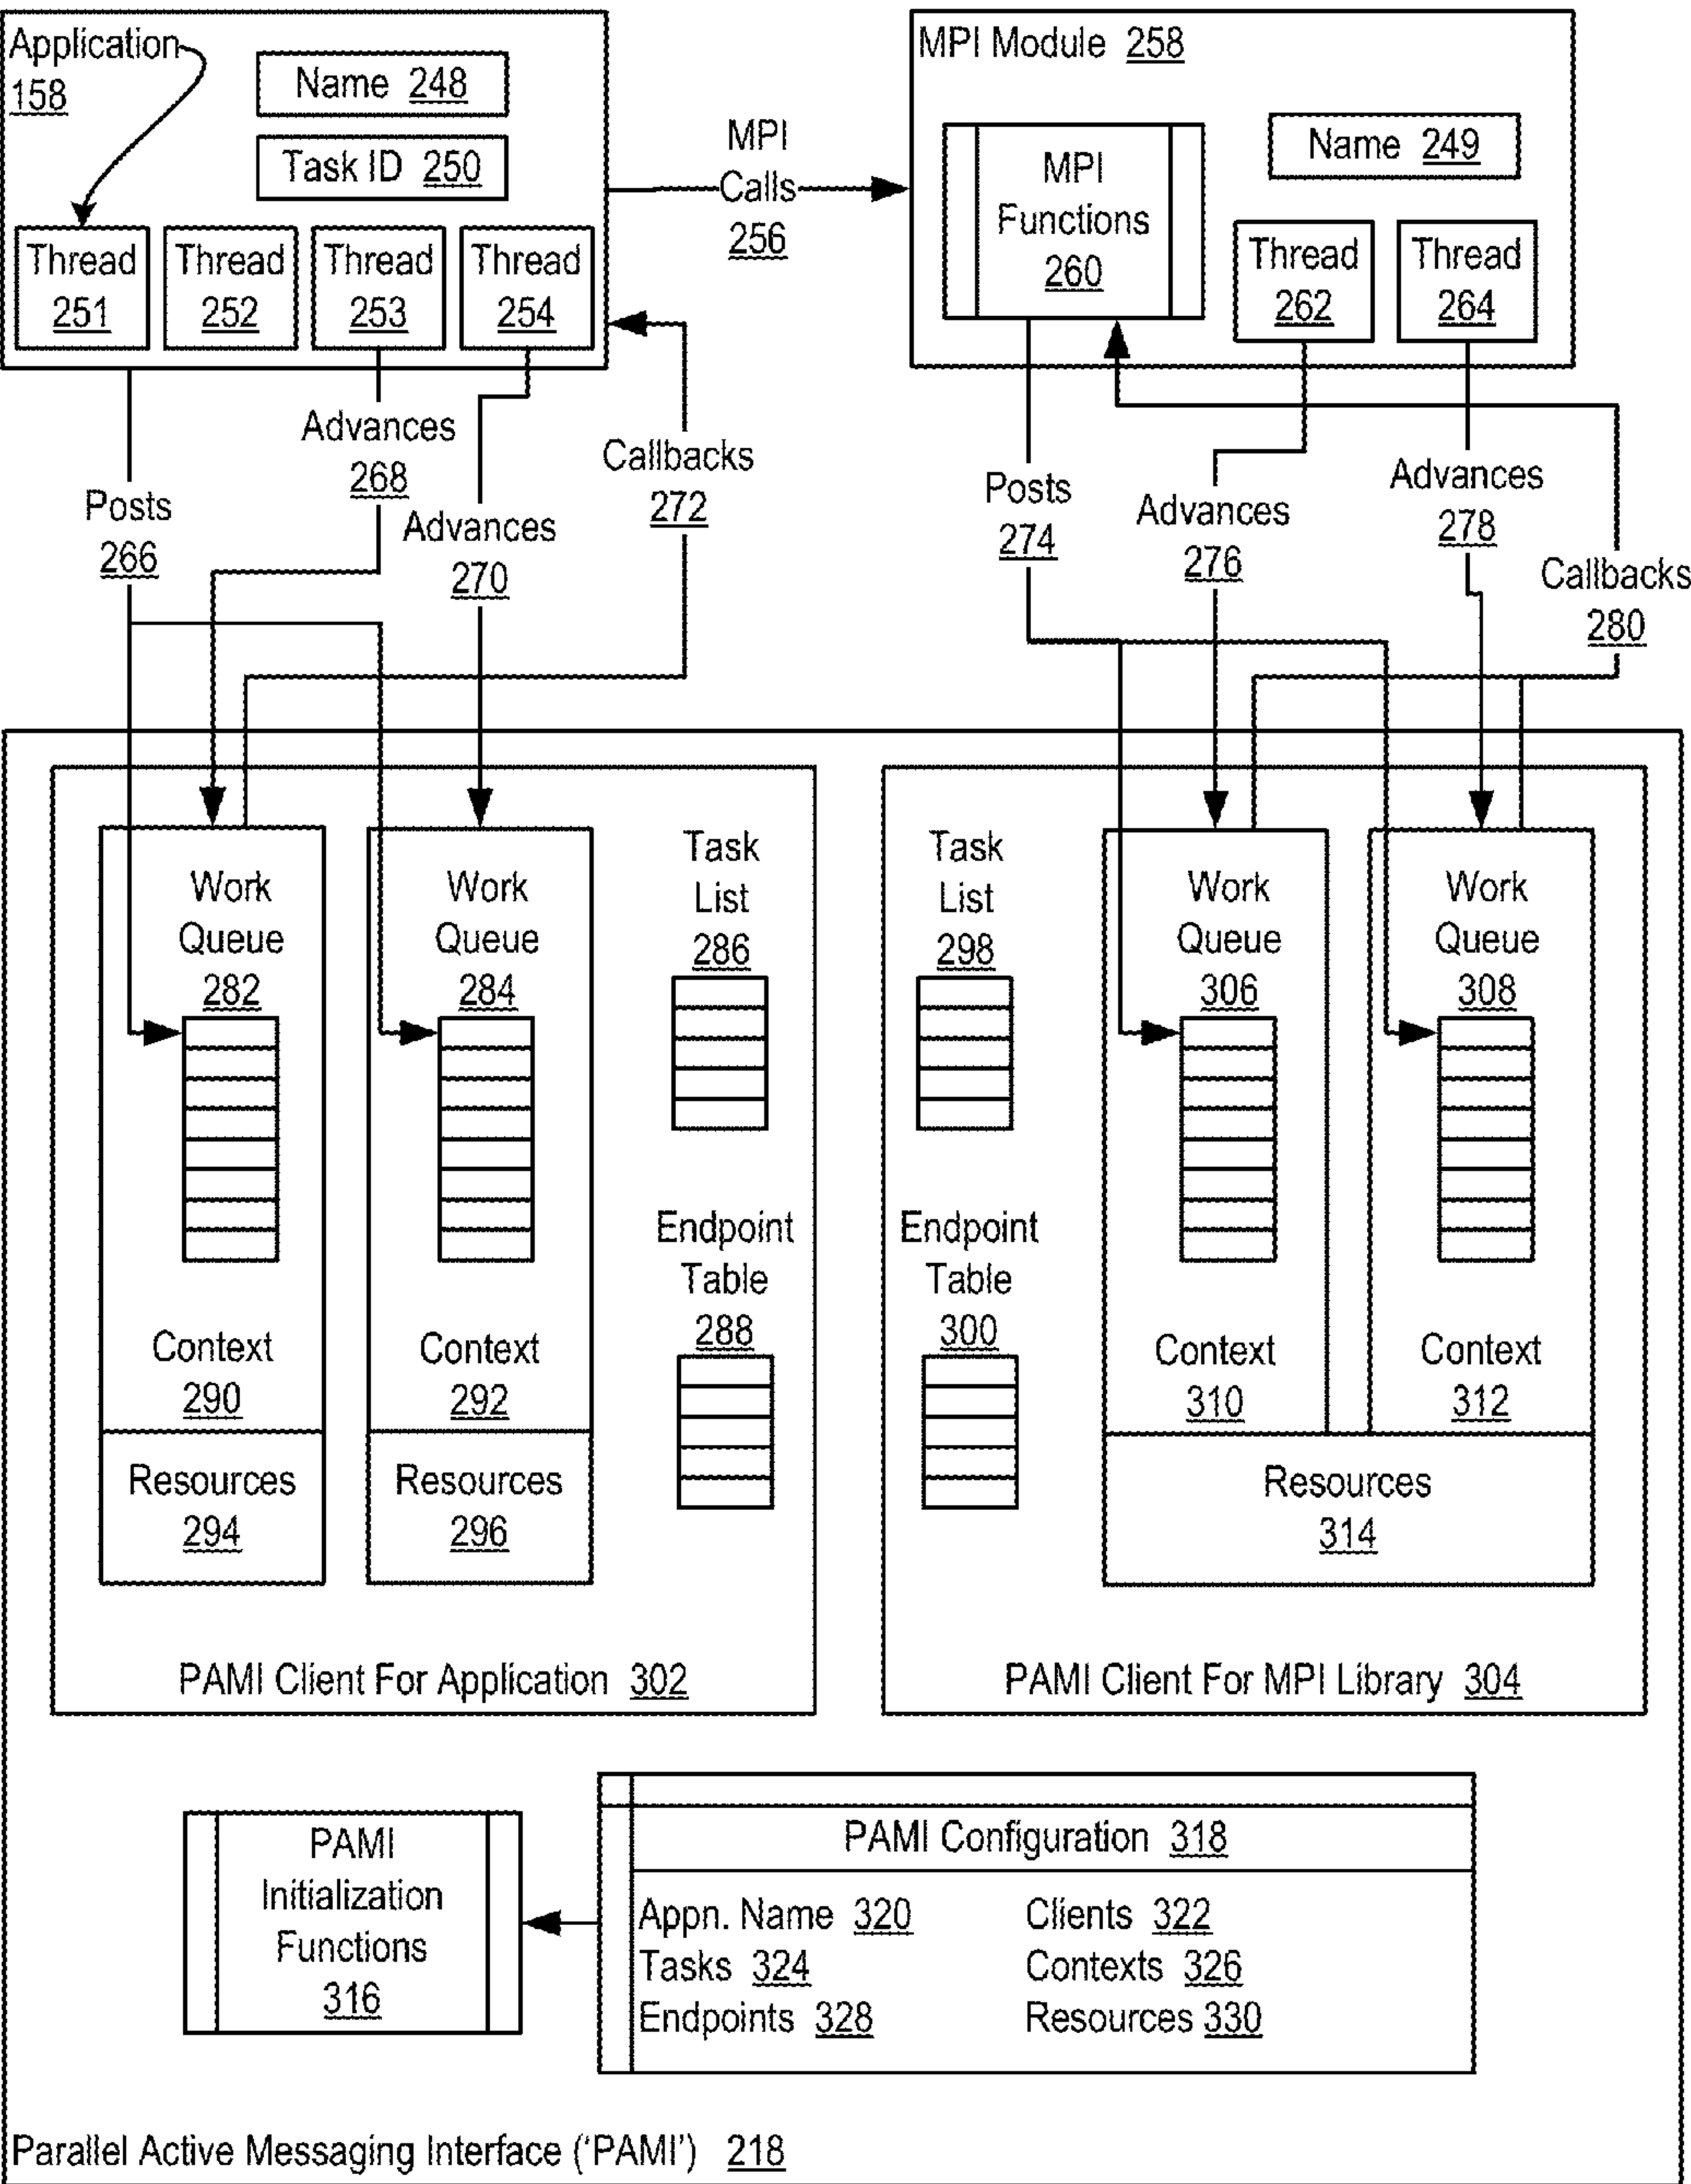 Application
158
Name 248
Task ID 250
Thread
251
Thread
252
Thread
253
Thread
254
MPI
Calls
256
MPI Module 258
MPI
Functions
260
Name 249
Thread
262
Thread
264
Posts
266
Advances
268
Advances
270
Callbacks
272
Posts
274
Advances
276
Advances
278
Callbacks
280
Work
Queue
282
Context
290
Resources
294
Work
Queue
284
Context
292
Resources
296
Task
List
286
Endpoint
Table
288
PAMI Client For Application 302
Task
List
298
Endpoint
Table
300
Work
Queue
306
Context
310
Work
Queue
308
Context
312
Resources
314
PAMI Client For MPI Library 304
PAMI
Initialization
Functions
316
PAMI Configuration 318
Appn. Name 320 Clients 322
Tasks 324 Contexts 326
Endpoints 328 Resources 330
Parallel Active Messaging Interface ('PAMI') 218